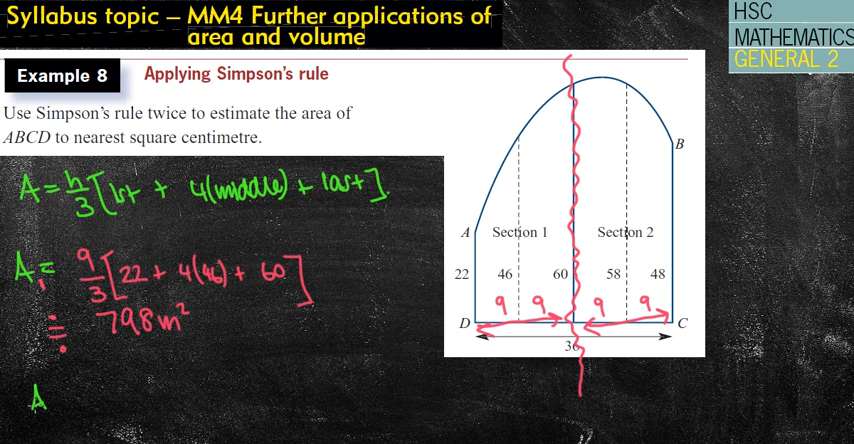 Syllabus topic – MM4 Further applications of
area and volume
HSC
MATHEMATICS
GENERAL 2
Example 8 Applying Simpson's rule
Use Simpson's rule twice to estimate the area of
ABCD to nearest square centimetre.
A = h/3 [1st + 4(middle) + last].
A₁ = 9/3 [22 + 4(46) + 60]
≑ 798m²
A
B
A
Section 1 Section 2
22 46 60 58 48
9 9 9 9
D C
36